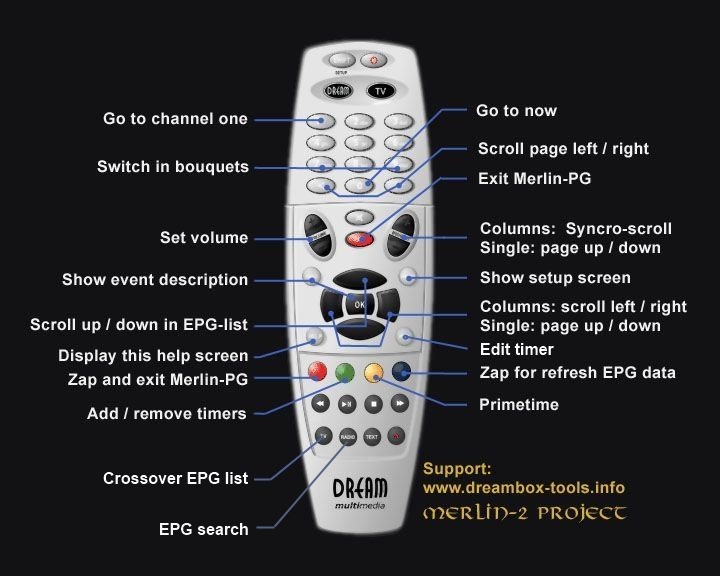 SHIFT
SETUP
DREAM
TV
Go to channel one
Go to now
Switch in bouquets
Scroll page left / right
Exit Merlin-PG
0
Set volume
Columns: Syncro-scroll
Single: page up / down
Show event description
Show setup screen
OK
Scroll up / down in EPG-list
Columns: scroll left / right
Single: page up / down
Display this help screen
Edit timer
Zap and exit Merlin-PG
Zap for refresh EPG data
Add / remove timers
Primetime
TV
RADIO
TEXT
Crossover EPG list
EPG search
DREAM
multimedia
Support:
www.dreambox-tools.info
MERLIN-2 PROJECT